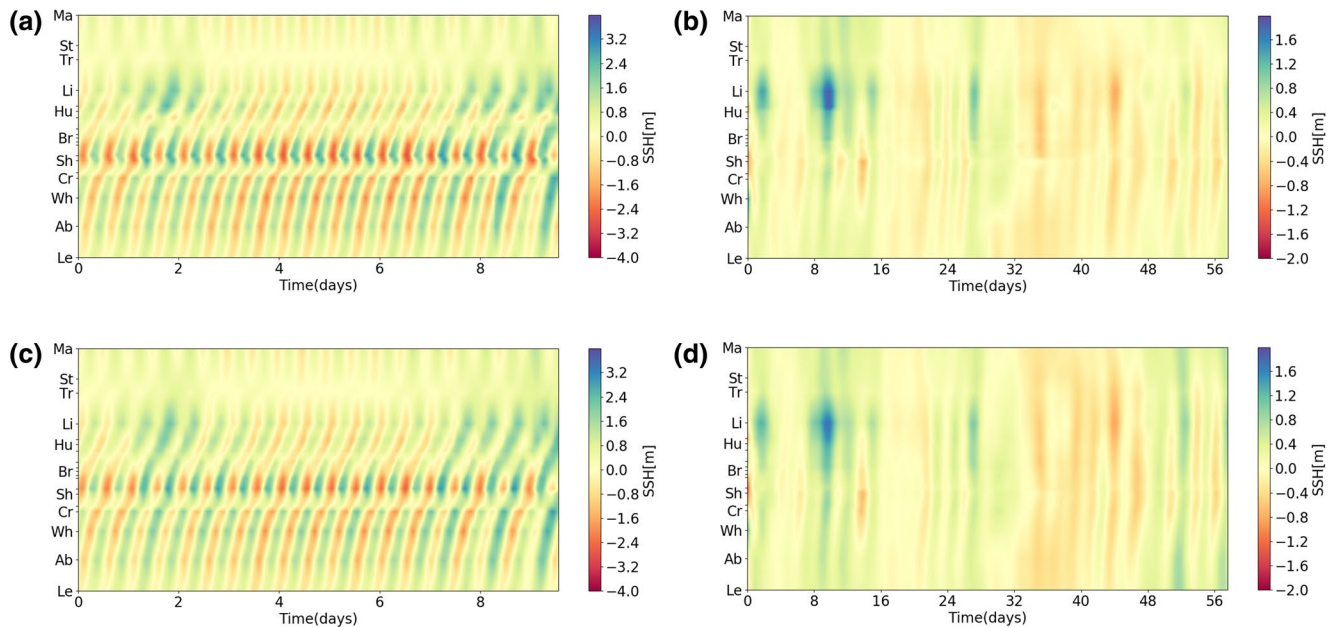 (a)
Ma
St
Tr
Li
Hu
Br
Sh
Cr
Wh
Ab
Le
0 2 4 6 8
Time(days)
3.2
2.4
1.6
0.8
0.0
−0.8
−1.6
−2.4
−3.2
−4.0
SSH[m]
(b)
Ma
St
Tr
Li
Hu
Br
Sh
Cr
Wh
Ab
Le
0 8 16 24 32 40 48 56
Time(days)
1.6
1.2
0.8
0.4
0.0
−0.4
−0.8
−1.2
−1.6
−2.0
SSH[m]
(c)
Ma
St
Tr
Li
Hu
Br
Sh
Cr
Wh
Ab
Le
0 2 4 6 8
Time(days)
3.2
2.4
1.6
0.8
0.0
−0.8
−1.6
−2.4
−3.2
−4.0
SSH[m]
(d)
Ma
St
Tr
Li
Hu
Br
Sh
Cr
Wh
Ab
Le
0 8 16 24 32 40 48 56
Time(days)
1.6
1.2
0.8
0.4
0.0
−0.4
−0.8
−1.2
−1.6
−2.0
SSH[m]